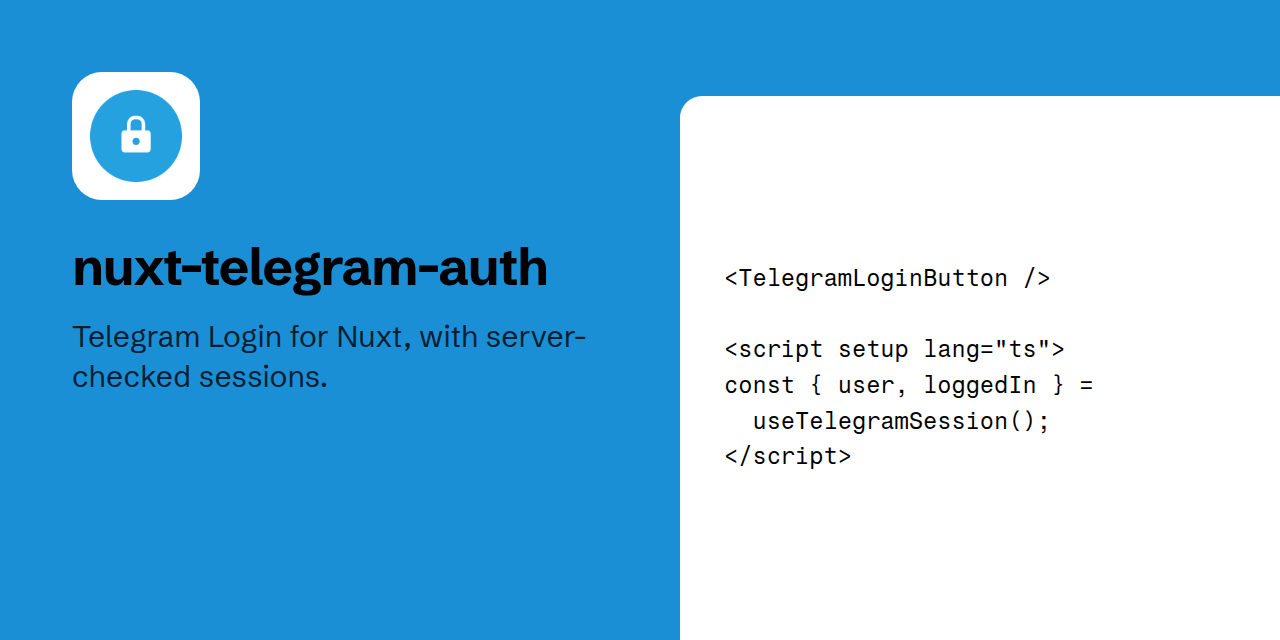 nuxt-telegram-auth
Telegram Login for Nuxt, with server-
checked sessions.
<TelegramLoginButton />
<script setup lang="ts">
const { user, loggedIn } =
  useTelegramSession();
</script>